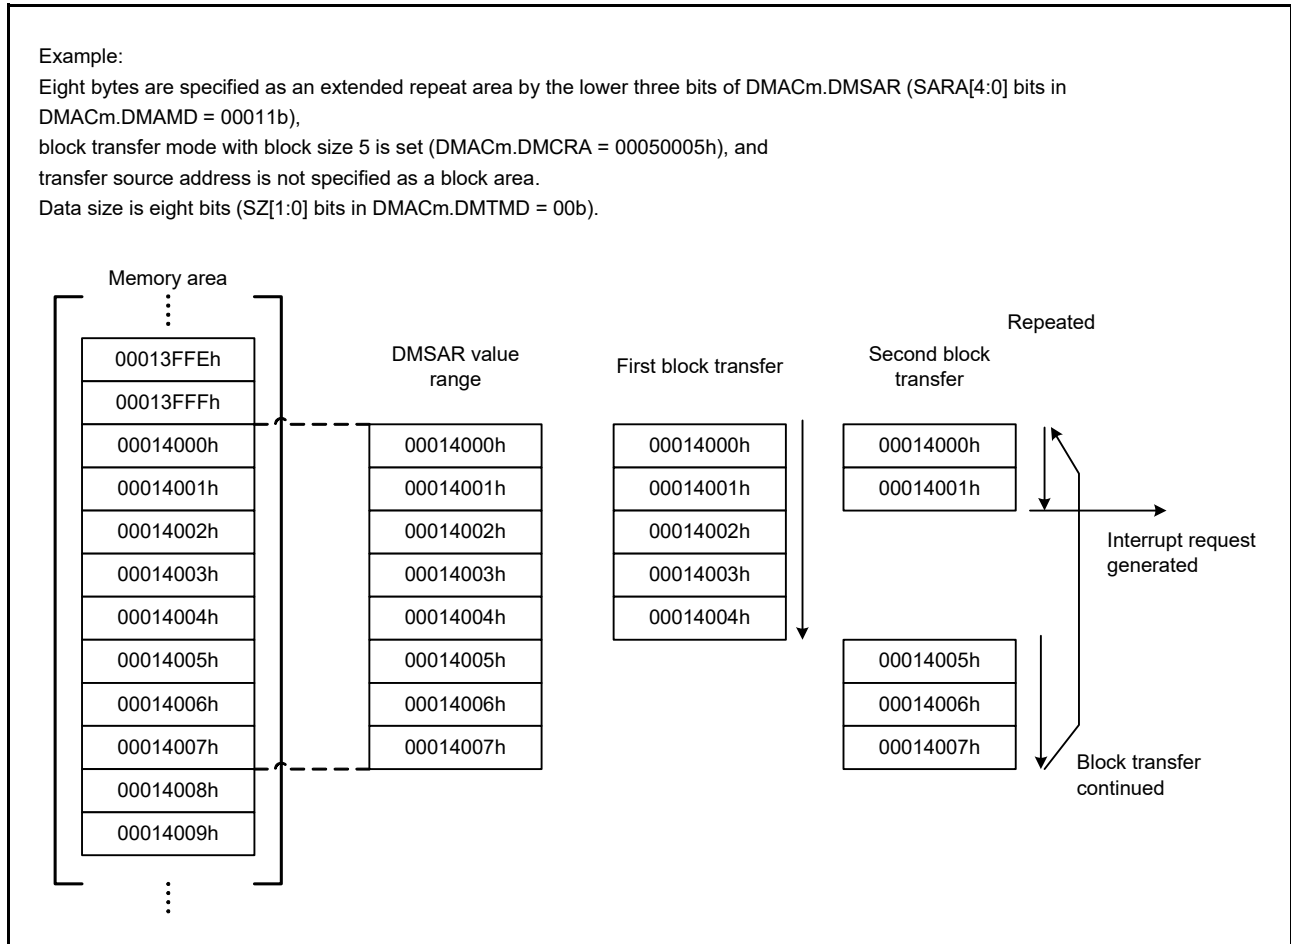 Example:
Eight bytes are specified as an extended repeat area by the lower three bits of DMACm.DMSAR (SARA[4:0] bits in
DMACm.DMAMD = 00011b),
block transfer mode with block size 5 is set (DMACm.DMCRA = 00050005h), and
transfer source address is not specified as a block area.
Data size is eight bits (SZ[1:0] bits in DMACm.DMTMD = 00b).
Memory area
00013FFEh
00013FFFh
00014000h
00014001h
00014002h
00014003h
00014004h
00014005h
00014006h
00014007h
00014008h
00014009h
DMSAR value
range
00014000h
00014001h
00014002h
00014003h
00014004h
00014005h
00014006h
00014007h
First block transfer
00014000h
00014001h
00014002h
00014003h
00014004h
Second block
transfer
00014000h
00014001h
00014005h
00014006h
00014007h
Repeated
Interrupt request
generated
Block transfer
continued